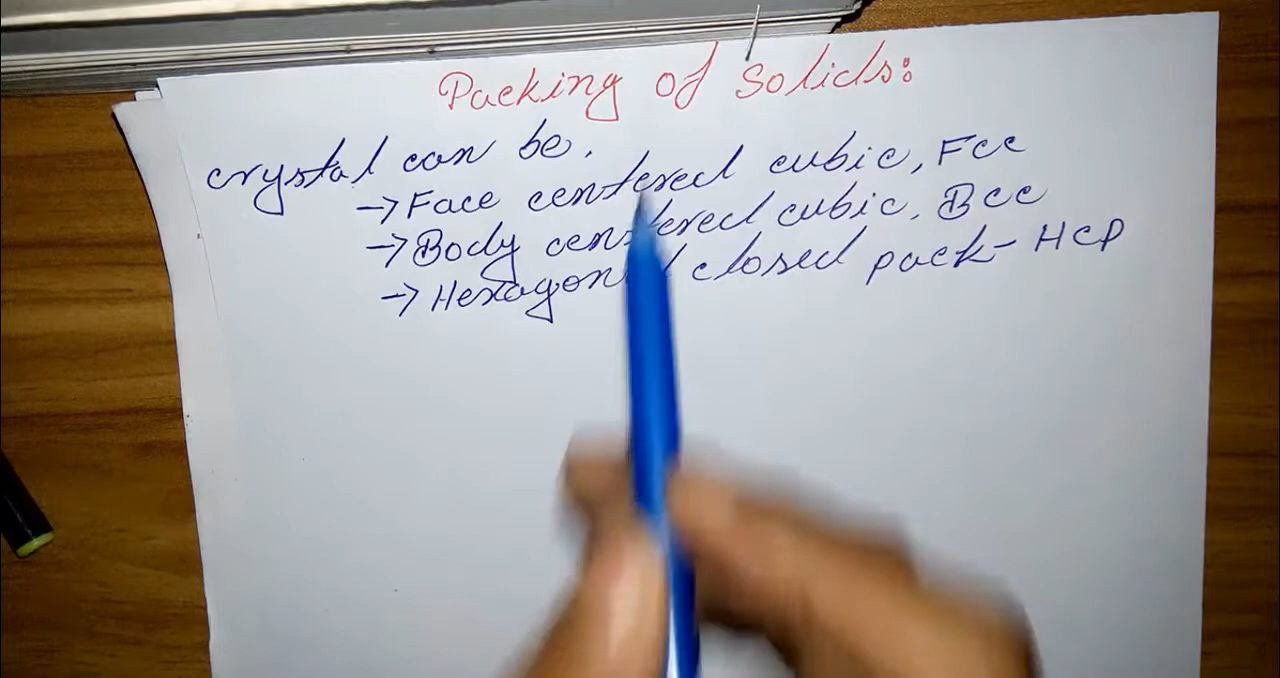 Packing of Solids:
crystal can be.
→Face centered cubic, Fcc
→Body centered cubic, Bcc
→Hexagonal closed pack- HCP